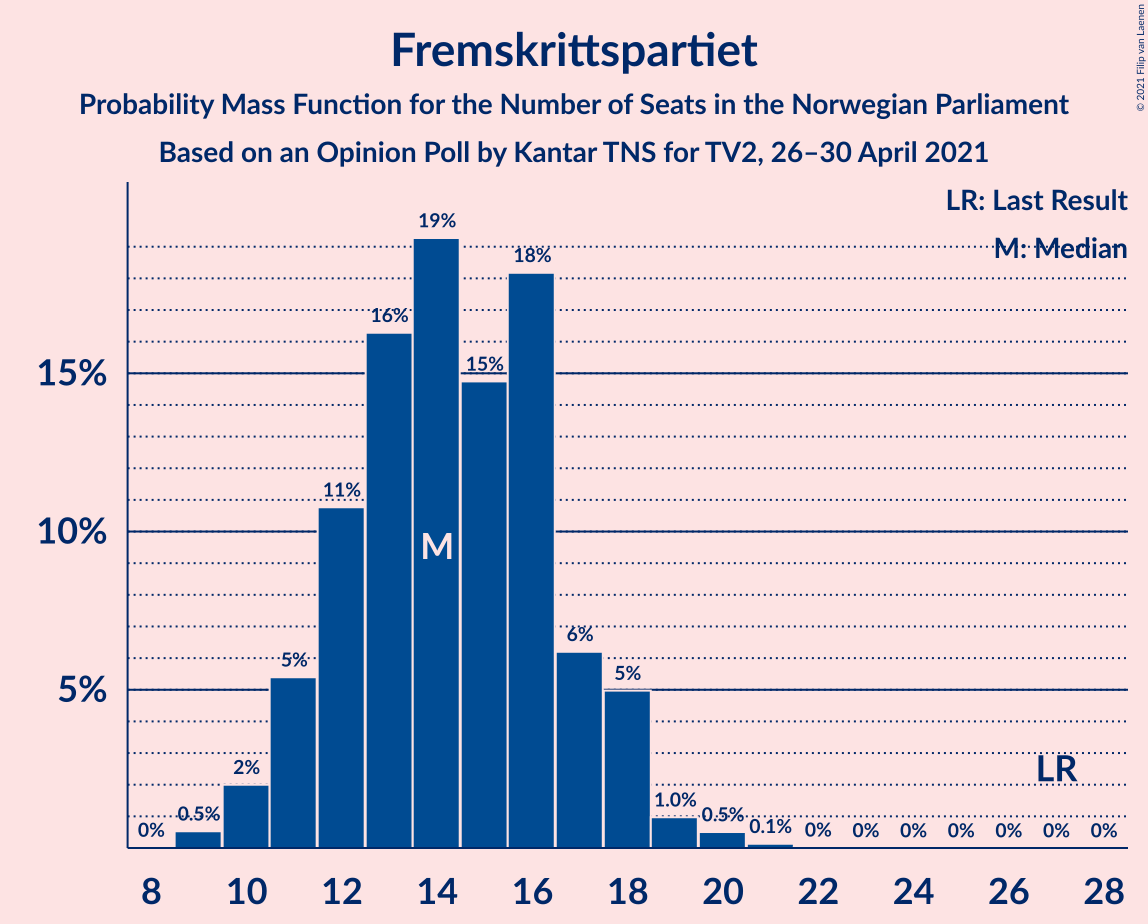 Fremskrittspartiet
Probability Mass Function for the Number of Seats in the Norwegian Parliament
Based on an Opinion Poll by Kantar TNS for TV2, 26–30 April 2021
© 2021 Filip van Laenen
LR: Last Result
M: Median
15%
10%
5%
0%
0.5%
2%
5%
11%
16%
19%
15%
18%
6%
5%
1.0%
0.5%
0.1%
0%
0%
0%
0%
0%
0%
0%
M
LR
8 10 12 14 16 18 20 22 24 26 28